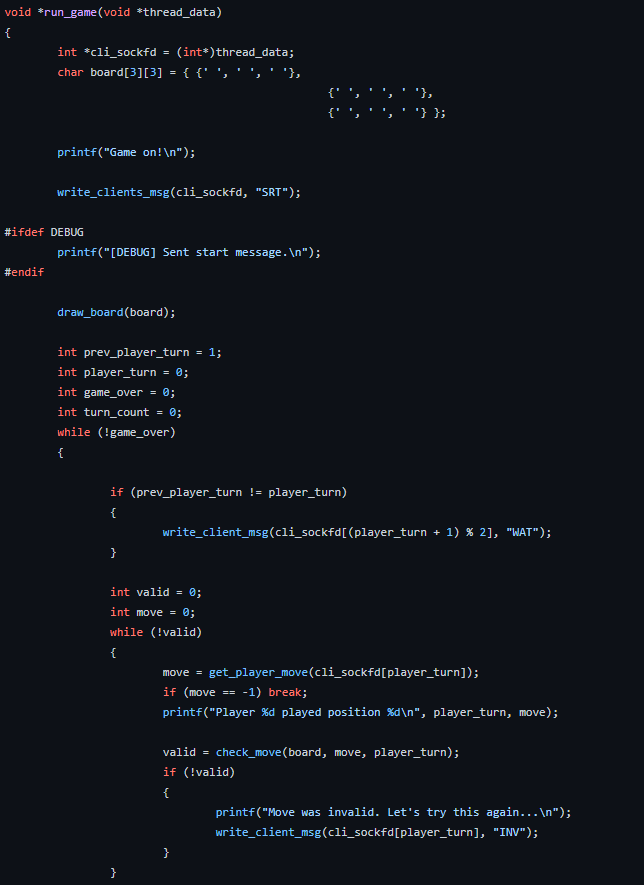 void *run_game(void *thread_data)
{
        int *cli_sockfd = (int*)thread_data;
        char board[3][3] = { {' ', ' ', ' '},
                                                 {' ', ' ', ' '},
                                                 {' ', ' ', ' '} };

        printf("Game on!\n");

        write_clients_msg(cli_sockfd, "SRT");

#ifdef DEBUG
        printf("[DEBUG] Sent start message.\n");
#endif

        draw_board(board);

        int prev_player_turn = 1;
        int player_turn = 0;
        int game_over = 0;
        int turn_count = 0;
        while (!game_over)
        {

                if (prev_player_turn != player_turn)
                {
                        write_client_msg(cli_sockfd[(player_turn + 1) % 2], "WAT");
                }

                int valid = 0;
                int move = 0;
                while (!valid)
                {
                        move = get_player_move(cli_sockfd[player_turn]);
                        if (move == -1) break;
                        printf("Player %d played position %d\n", player_turn, move);

                        valid = check_move(board, move, player_turn);
                        if (!valid)
                        {
                                printf("Move was invalid. Let's try this again...\n");
                                write_client_msg(cli_sockfd[player_turn], "INV");
                        }
                }